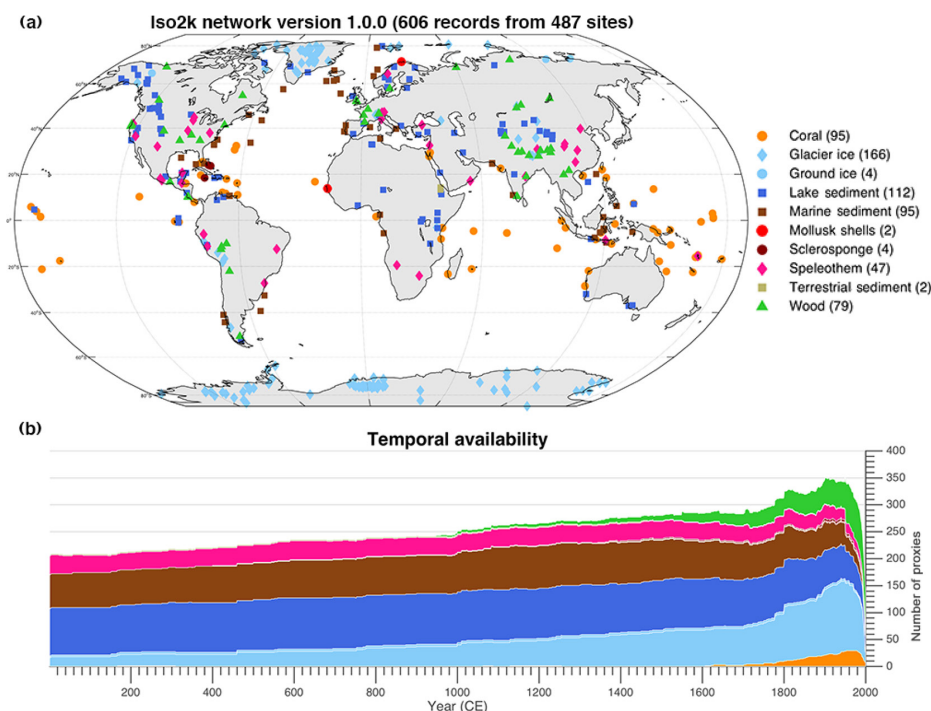 (a)
Iso2k network version 1.0.0 (606 records from 487 sites)
Coral (95)
Glacier ice (166)
Ground ice (4)
Lake sediment (112)
Marine sediment (95)
Mollusk shells (2)
Sclerosponge (4)
Speleothem (47)
Terrestrial sediment (2)
Wood (79)
(b)
Temporal availability
400
350
300
250
200
150
100
50
0
Number of proxies
200
400
600
800
1000
1200
1400
1600
1800
2000
Year (CE)